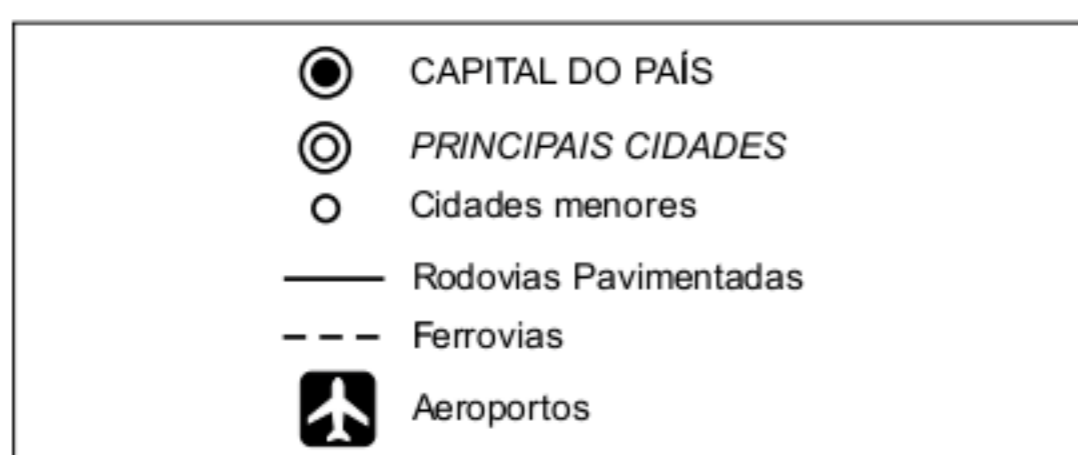 CAPITAL DO PAÍS
PRINCIPAIS CIDADES
Cidades menores
Rodovias Pavimentadas
Ferrovias
Aeroportos